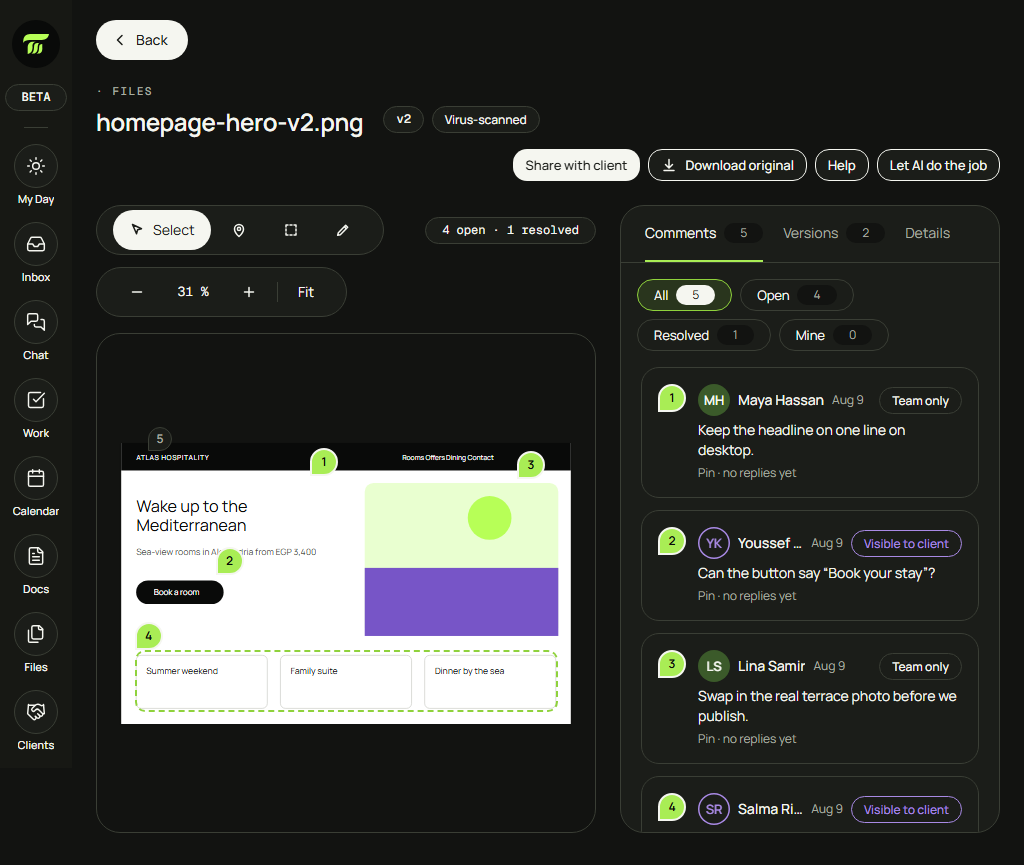 Back
BETA
· FILES
homepage-hero-v2.png
v2
Virus-scanned
Share with client
Download original
Help
Let AI do the job
My Day
Inbox
Chat
Work
Calendar
Docs
Files
Clients
Select
4 open · 1 resolved
31 %
Fit
5
ATLAS HOSPITALITY
1
Rooms Offers Dining Contact
3
Wake up to the
Mediterranean
Sea-view rooms in Al    dria from EGP 3,400
2
Book a room
4
Summer weekend
Family suite
Dinner by the sea
Comments 5
Versions 2
Details
All 5
Open 4
Resolved 1
Mine 0
1
MH
Maya Hassan
Aug 9
Team only
Keep the headline on one line on
desktop.
Pin · no replies yet
2
YK
Youssef ...
Aug 9
Visible to client
Can the button say “Book your stay”?
Pin · no replies yet
3
LS
Lina Samir
Aug 9
Team only
Swap in the real terrace photo before we
publish.
Pin · no replies yet
4
SR
Salma Ri...
Aug 9
Visible to client